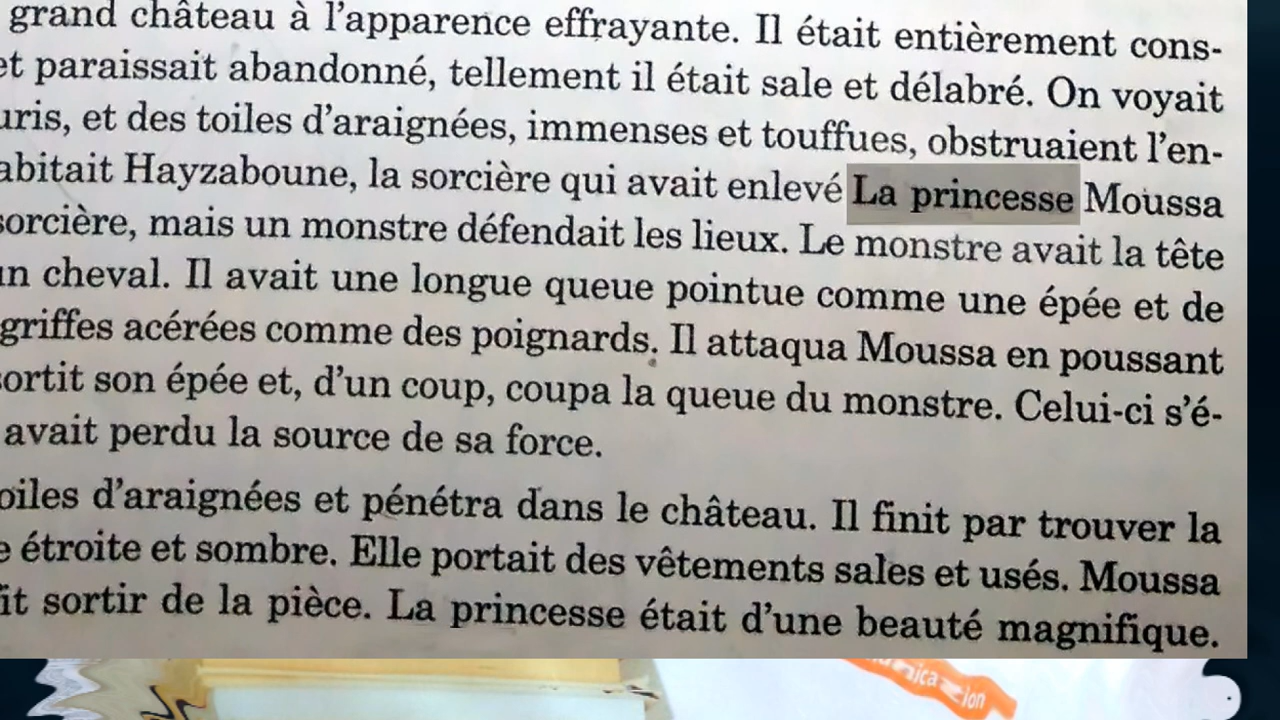 grand château à l'apparence effrayante. Il était entièrement cons-
et paraissait abandonné, tellement il était sale et délabré. On voyait
uris, et des toiles d'araignées, immenses et touffues, obstruaient l'en-
abitait Hayzaboune, la sorcière qui avait enlevé La princesse Moussa
sorcière, mais un monstre défendait les lieux. Le monstre avait la tête
un cheval. Il avait une longue queue pointue comme une épée et de
griffes acérées comme des poignards. Il attaqua Moussa en poussant
sortit son épée et, d'un coup, coupa la queue du monstre. Celui-ci s'é-
avait perdu la source de sa force.
oiles d'araignées et pénétra dans le château. Il finit par trouver la
e étroite et sombre. Elle portait des vêtements sales et usés. Moussa
it sortir de la pièce. La princesse était d'une beauté magnifique.